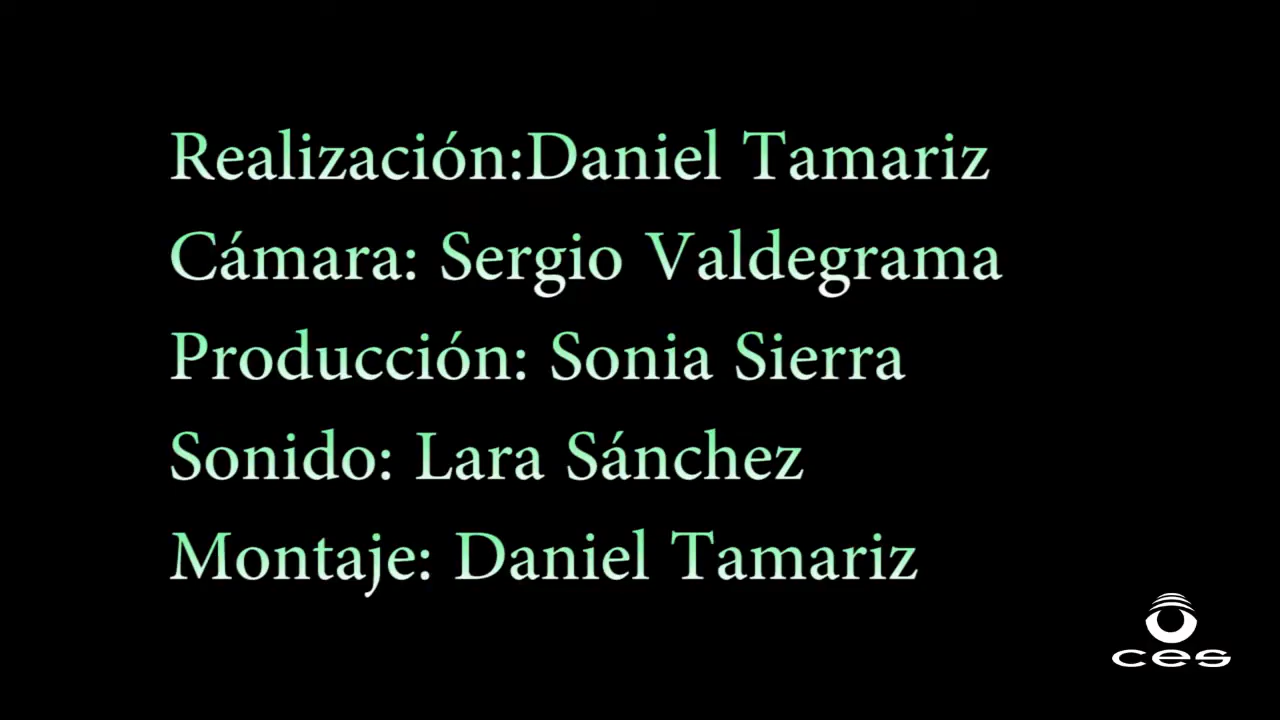 Realización:Daniel Tamariz
Cámara: Sergio Valdegrama
Producción: Sonia Sierra
Sonido: Lara Sánchez
Montaje: Daniel Tamariz
ces